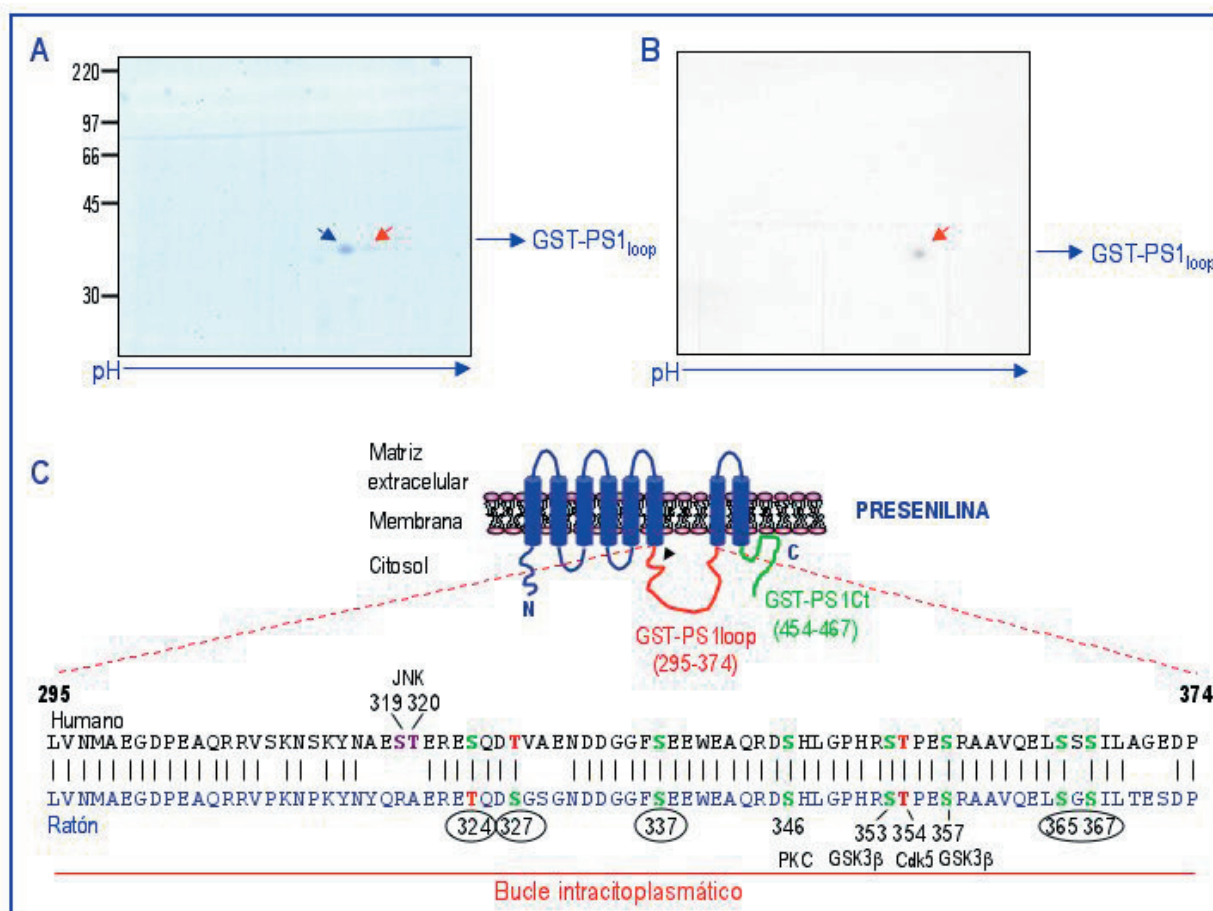 A
220
97
66
45
30
GST-PS1loop
pH
B
GST-PS1loop
pH
C
Matriz
extracelular
Membrana
Citosol
PRESENILINA
N
C
GST-PS1Ct
(454-467)
GST-PS1loop
(295-374)
295
374
JNK
319 320
Humano
LVNMAEGDPEAQRRVSKNSKYNAESTERESQDTVAENDDGGFSEEWEAQRDSHLGPHRSTPESRAAVQELSSSILAGEDP
LVNMAEGDPEAQRRVPKNPKYNYQRAERETQDSGSGNDDGGFSEEWEAQRDSHLGPHRSTPESRAAVQELSGSILTESDP
Ratón
324 327 337 346 353 354 357 365 367
PKC GSK3β Cdk5 GSK3β
Bucle intracitoplasmático